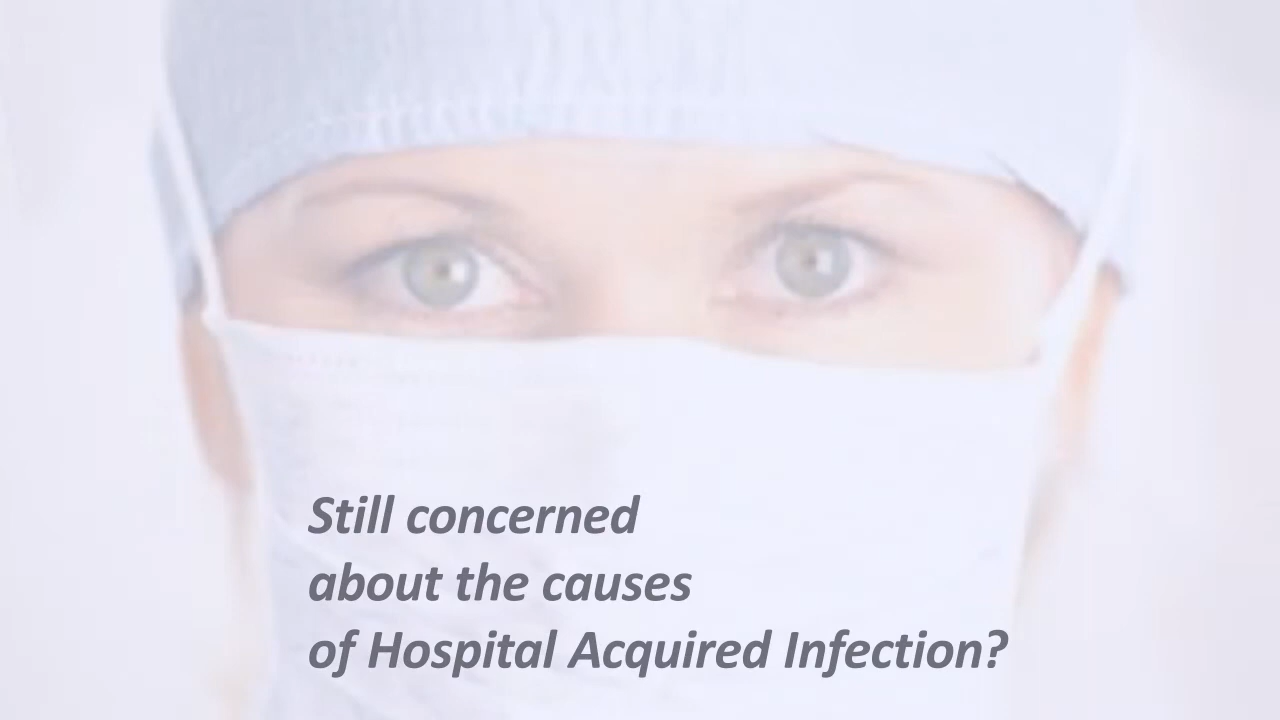 Still concerned
about the causes
of Hospital Acquired Infection?